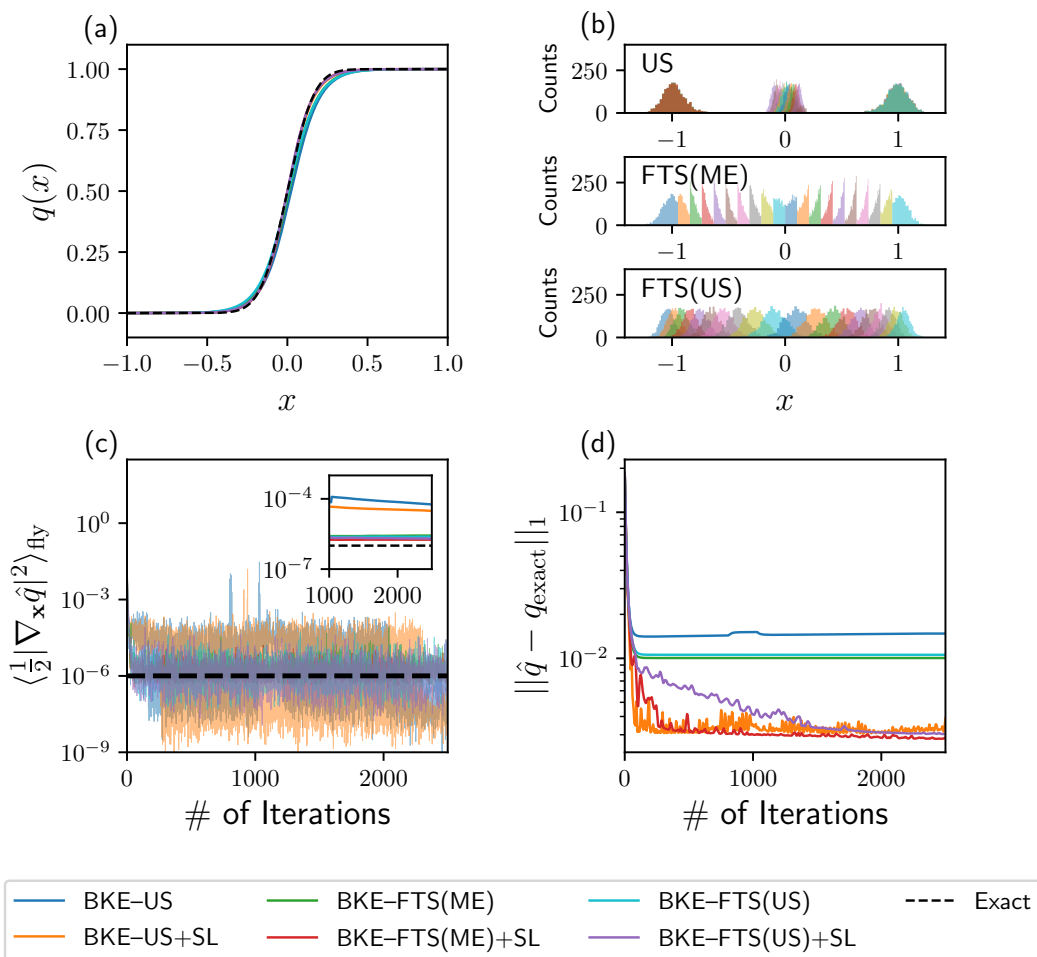 (a)
1.00
0.75
0.50
0.25
0.00
q(x)
−1.0 −0.5 0.0 0.5 1.0
x
(b)
US
250
0
Counts
−1 0 1
FTS(ME)
250
0
Counts
−1 0 1
FTS(US)
250
0
Counts
−1 0 1
x
(c)
10⁰
10⁻³
10⁻⁶
10⁻⁹
⟨½|∇ₓq̂|²⟩fly
10⁻⁴
10⁻⁷
1000 2000
0 1000 2000
# of Iterations
(d)
10⁻¹
10⁻²
||q̂ − q_exact||₁
0 1000 2000
# of Iterations
BKE–US BKE–FTS(ME) BKE–FTS(US) Exact
BKE–US+SL BKE–FTS(ME)+SL BKE–FTS(US)+SL